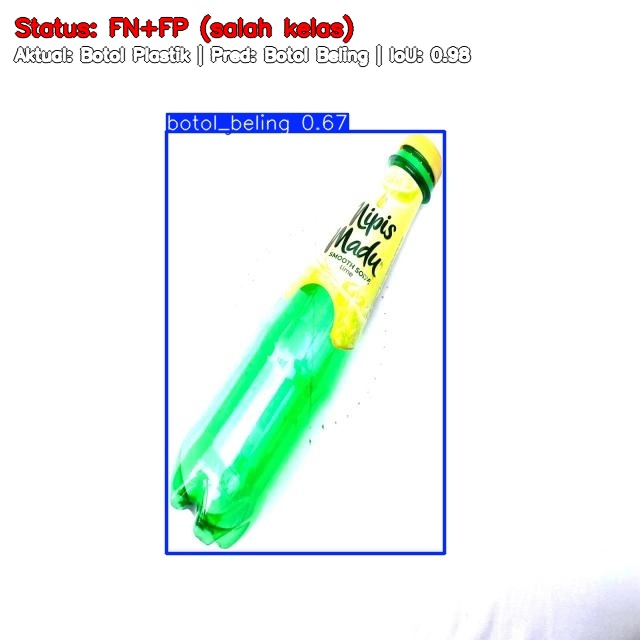 Status: FN+FP (salah kelas)
Aktual: Botol Plastik | Pred: Botol Beling | IoU: 0.98
botol_beling 0.67
Nipis
Madu
SMOOTH SODA
Lime